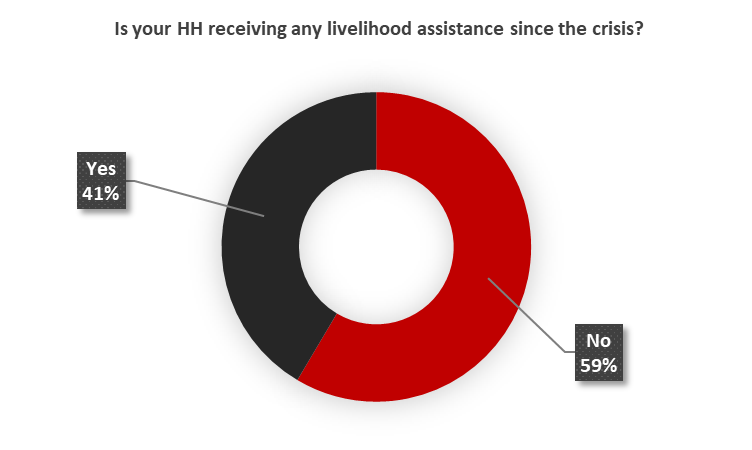 Is your HH receiving any livelihood assistance since the crisis?
Yes
41%
No
59%